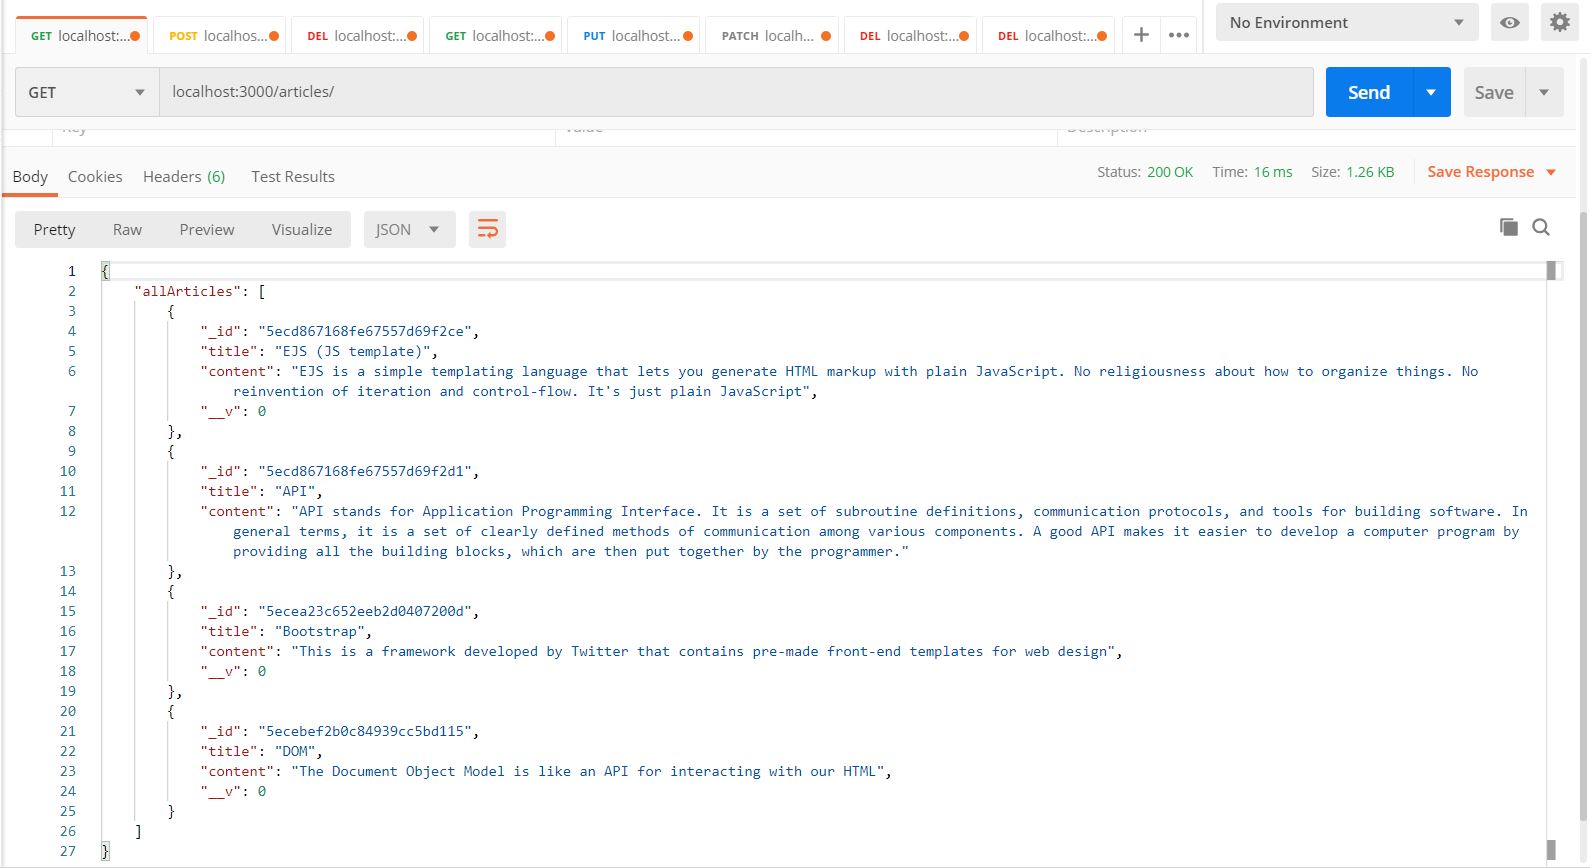 GET localhost:... POST localhos... DEL localhost:... GET localhost:... PUT localhost:... PATCH localh... DEL localhost:... DEL localhost:... + ••• No Environment
GET localhost:3000/articles/ Send Save
Key Value Description
Body Cookies Headers (6) Test Results Status: 200 OK Time: 16 ms Size: 1.26 KB Save Response
Pretty Raw Preview Visualize JSON
1 {
2 "allArticles": [
3 {
4 "_id": "5ecd867168fe67557d69f2ce",
5 "title": "EJS (JS template)",
6 "content": "EJS is a simple templating language that lets you generate HTML markup with plain JavaScript. No religiousness about how to organize things. No
reinvention of iteration and control-flow. It's just plain JavaScript",
7 "__v": 0
8 },
9 {
10 "_id": "5ecd867168fe67557d69f2d1",
11 "title": "API",
12 "content": "API stands for Application Programming Interface. It is a set of subroutine definitions, communication protocols, and tools for building software. In
general terms, it is a set of clearly defined methods of communication among various components. A good API makes it easier to develop a computer program by
providing all the building blocks, which are then put together by the programmer."
13 },
14 {
15 "_id": "5ecea23c652eeb2d0407200d",
16 "title": "Bootstrap",
17 "content": "This is a framework developed by Twitter that contains pre-made front-end templates for web design",
18 "__v": 0
19 },
20 {
21 "_id": "5ecebef2b0c84939cc5bd115",
22 "title": "DOM",
23 "content": "The Document Object Model is like an API for interacting with our HTML",
24 "__v": 0
25 }
26 ]
27 }